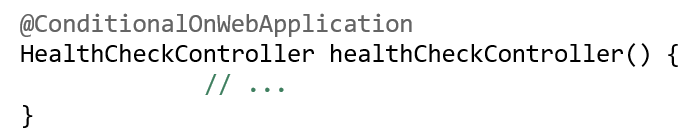 @ConditionalOnWebApplication
HealthCheckController healthCheckController() {
// ...
}